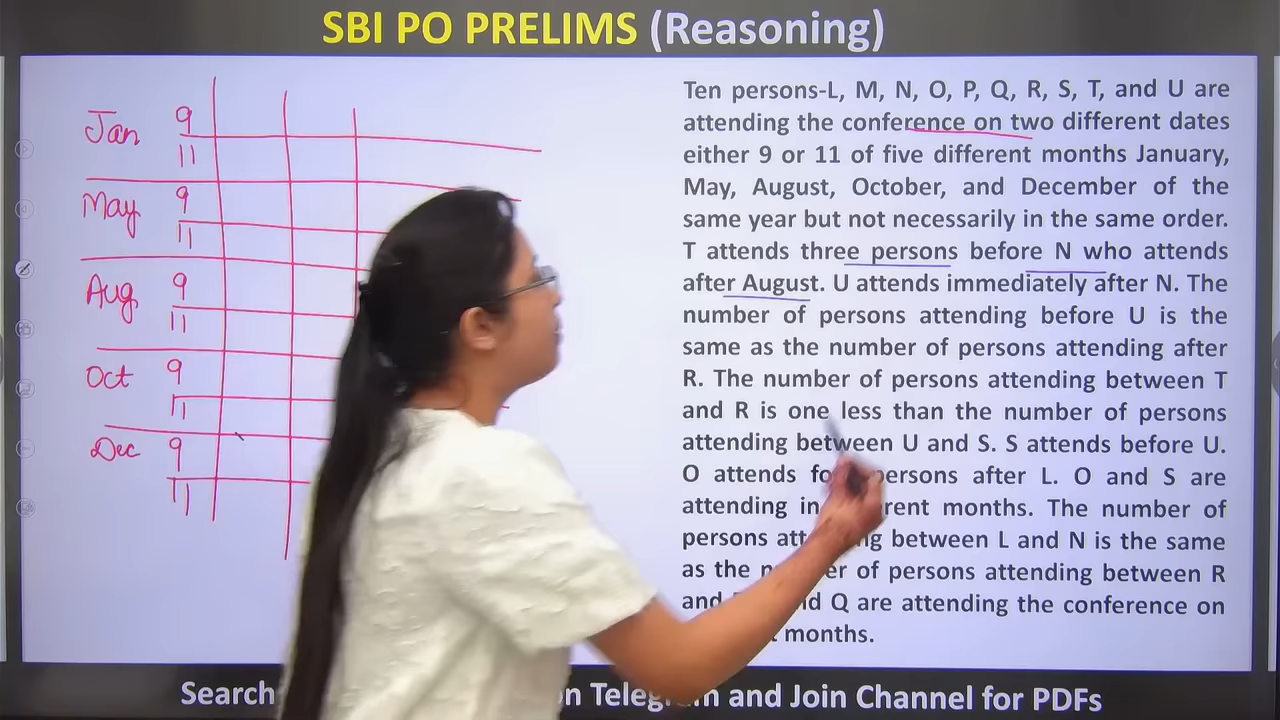 SBI PO PRELIMS (Reasoning)
Jan 9
11
May 9
11
Aug 9
11
Oct 9
11
Dec 9
11
Ten persons-L, M, N, O, P, Q, R, S, T, and U are
attending the conference on two different dates
either 9 or 11 of five different months January,
May, August, October, and December of the
same year but not necessarily in the same order.
T attends three persons before N who attends
after August. U attends immediately after N. The
number of persons attending before U is the
same as the number of persons attending after
R. The number of persons attending between T
and R is one less than the number of persons
attending between U and S. S attends before U.
O attends persons after L. O and S are
attending in months. The number of
persons between L and N is the same
as the of persons attending between R
and Q are attending the conference on
months.
Search on and Join Channel for PDFs